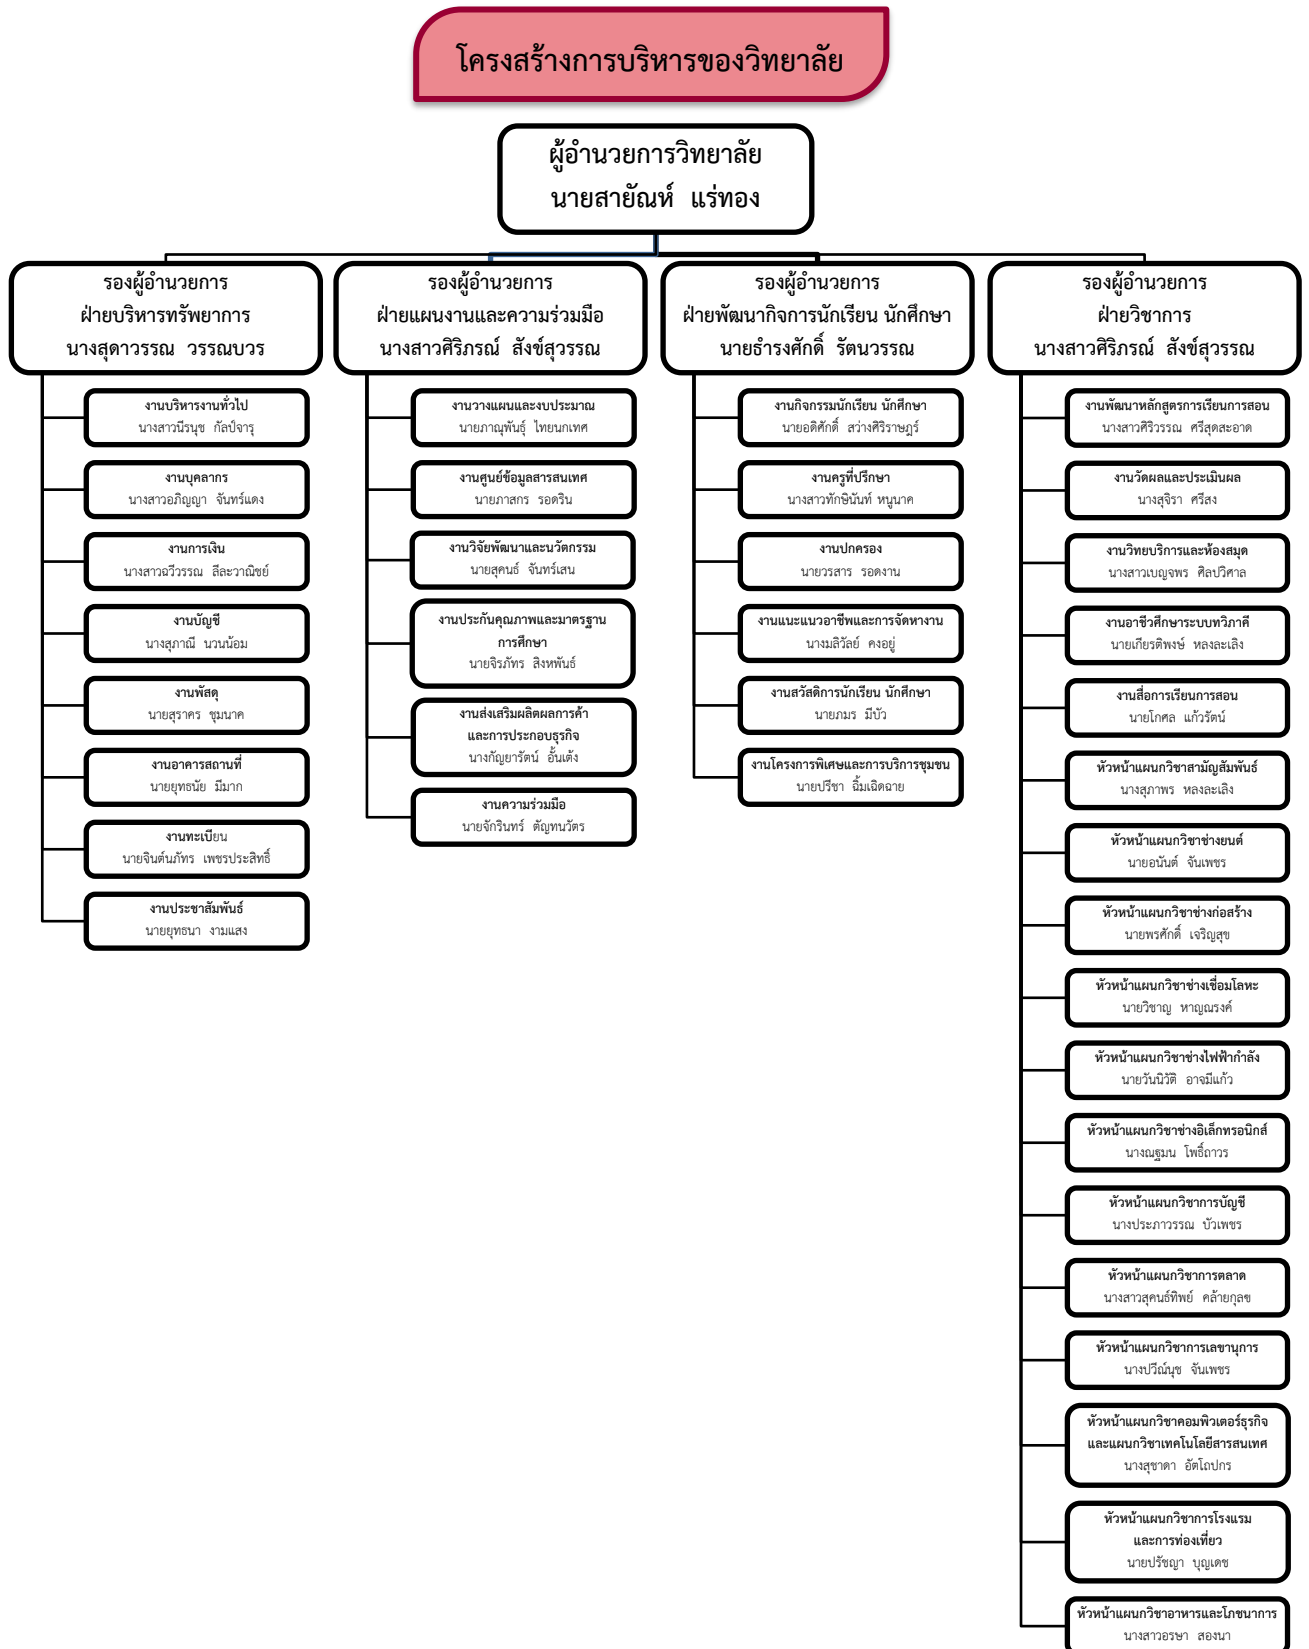 โครงสร้างการบริหารของวิทยาลัย
ผู้อำนวยการวิทยาลัย
นายสายัณห์ แร่ทอง
รองผู้อำนวยการ
ฝ่ายบริหารทรัพยาการ
นางสุดาวรรณ วรรณบวร
งานบริหารงานทั่วไป
นางสาวนีรนุช กัลป์จารุ
งานบุคลากร
นางสาวอภิญญา จันทร์แดง
งานการเงิน
นางสาวฉวีวรรณ ลีละวาณิชย์
งานบัญชี
นางสุภาณี นวนน้อม
งานพัสดุ
นายสุราคร ชุมนาค
งานอาคารสถานที่
นายยุทธนัย มีมาก
งานทะเบียน
นายจินต์นภัทร เพชรประสิทธิ์
งานประชาสัมพันธ์
นายยุทธนา งามแสง
รองผู้อำนวยการ
ฝ่ายแผนงานและความร่วมมือ
นางสาวศิริภรณ์ สังข์สุวรรณ
งานวางแผนและงบประมาณ
นายภาณุพันธุ์ ไทยนกเทศ
งานศูนย์ข้อมูลสารสนเทศ
นายภาสกร รอดริน
งานวิจัยพัฒนาและนวัตกรรม
นายสุคนธ์ จันทร์เสน
งานประกันคุณภาพและมาตรฐาน
การศึกษา
นายจิรภัทร สิงหพันธ์
งานส่งเสริมผลิตผลการค้า
และการประกอบธุรกิจ
นางกัญยารัตน์ อั้นเต้ง
งานความร่วมมือ
นายจักรินทร์ ตัญทนวัตร
รองผู้อำนวยการ
ฝ่ายพัฒนากิจการนักเรียน นักศึกษา
นายธำรงศักดิ์ รัตนวรรณ
งานกิจกรรมนักเรียน นักศึกษา
นายอดิศักดิ์ สว่างศิริราษฎร์
งานครูที่ปรึกษา
นางสาวทักษินันท์ หนูนาค
งานปกครอง
นายวรสาร รอดงาน
งานแนะแนวอาชีพและการจัดหางาน
นางมลิวัลย์ คงอยู่
งานสวัสดิการนักเรียน นักศึกษา
นายภมร มีบัว
งานโครงการพิเศษและการบริการชุมชน
นายปรีชา ฉิ้มเฉิดฉาย
รองผู้อำนวยการ
ฝ่ายวิชาการ
นางสาวศิริภรณ์ สังข์สุวรรณ
งานพัฒนาหลักสูตรการเรียนการสอน
นางสาวศิริวรรณ ศรีสุดสะอาด
งานวัดผลและประเมินผล
นางสุจิรา ศรีสง
งานวิทยบริการและห้องสมุด
นางสาวเบญจพร ศิลปวิศาล
งานอาชีวศึกษาระบบทวิภาคี
นายเกียรติพงษ์ หลงละเลิง
งานสื่อการเรียนการสอน
นายโกศล แก้วรัตน์
หัวหน้าแผนกวิชาสามัญสัมพันธ์
นางสุภาพร หลงละเลิง
หัวหน้าแผนกวิชาช่างยนต์
นายอนันต์ จันเพชร
หัวหน้าแผนกวิชาช่างก่อสร้าง
นายพรศักดิ์ เจริญสุข
หัวหน้าแผนกวิชาช่างเชื่อมโลหะ
นายวิชาญ หาญณรงค์
หัวหน้าแผนกวิชาช่างไฟฟ้ากำลัง
นายวันนิวัติ อาจมีแก้ว
หัวหน้าแผนกวิชาช่างอิเล็กทรอนิกส์
นางณฐมน โพธิ์ถาวร
หัวหน้าแผนกวิชาการบัญชี
นางประภาวรรณ บัวเพชร
หัวหน้าแผนกวิชาการตลาด
นางสาวสุคนธ์ทิพย์ คล้ายกุลข
หัวหน้าแผนกวิชาการเลขานุการ
นางปวีณ์นุช จันเพชร
หัวหน้าแผนกวิชาคอมพิวเตอร์ธุรกิจ
และแผนกวิชาเทคโนโลยีสารสนเทศ
นางสุชาดา อัตโถปกร
หัวหน้าแผนกวิชาการโรงแรม
และการท่องเที่ยว
นายปรัชญา บุญเดช
หัวหน้าแผนกวิชาอาหารและโภชนาการ
นางสาวอรษา สองนา